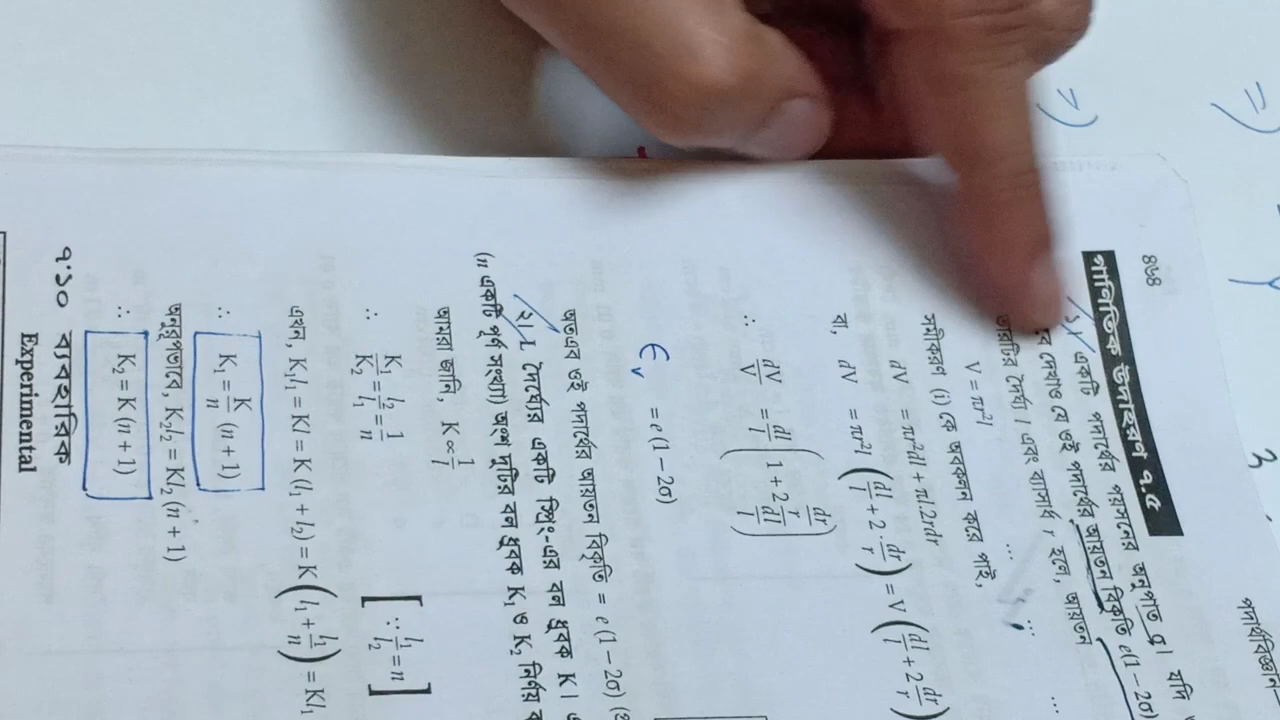 ৪৬৪
পদার্থবিজ্ঞান-
গাণিতিক উদাহরণ ৭.৫
১। একটি পদার্থের পয়সনের অনুপাত σ। যদি
দেখাও যে ঐ পদার্থের আয়তন বিকৃতি e(1 – 2σ)
তারটির দৈর্ঘ্য l এবং ব্যাসার্ধ r হলে, আয়তন
V = πr²l ... ... ...
সমীকরণ (i) কে অবকলন করে পাই,
dV = πr²dl + πl.2rdr
বা, dV = πr²l (dl/l + 2·dr/r) = V (dl/l + 2 dr/r)
∴ dV/V = dl/l (1 + 2 (dr/r)/(dl/l))
ϵᵥ = e (1 – 2σ)
অতএব ঐ পদার্থের আয়তন বিকৃতি = e (1 – 2σ)
২। L দৈর্ঘ্যের একটি স্প্রিং-এর বল ধ্রুবক K।
(n একটি পূর্ণ সংখ্যা) অংশ দুটির বল ধ্রুবক K₁ ও K₂ নির্ণয়
আমরা জানি, K ∝ 1/l
∴ K₁/K₂ = l₂/l₁ = 1/n [∵ l₁/l₂ = n]
এখন, K₁l₁ = Kl = K (l₁ + l₂) = K (l₁ + l₁/n) = Kl₁
∴ K₁ = K/n (n + 1)
অনুরূপভাবে, K₂l₂ = Kl₂ (n + 1)
∴ K₂ = K (n + 1)
৭.১০ ব্যবহারিক
Experimental